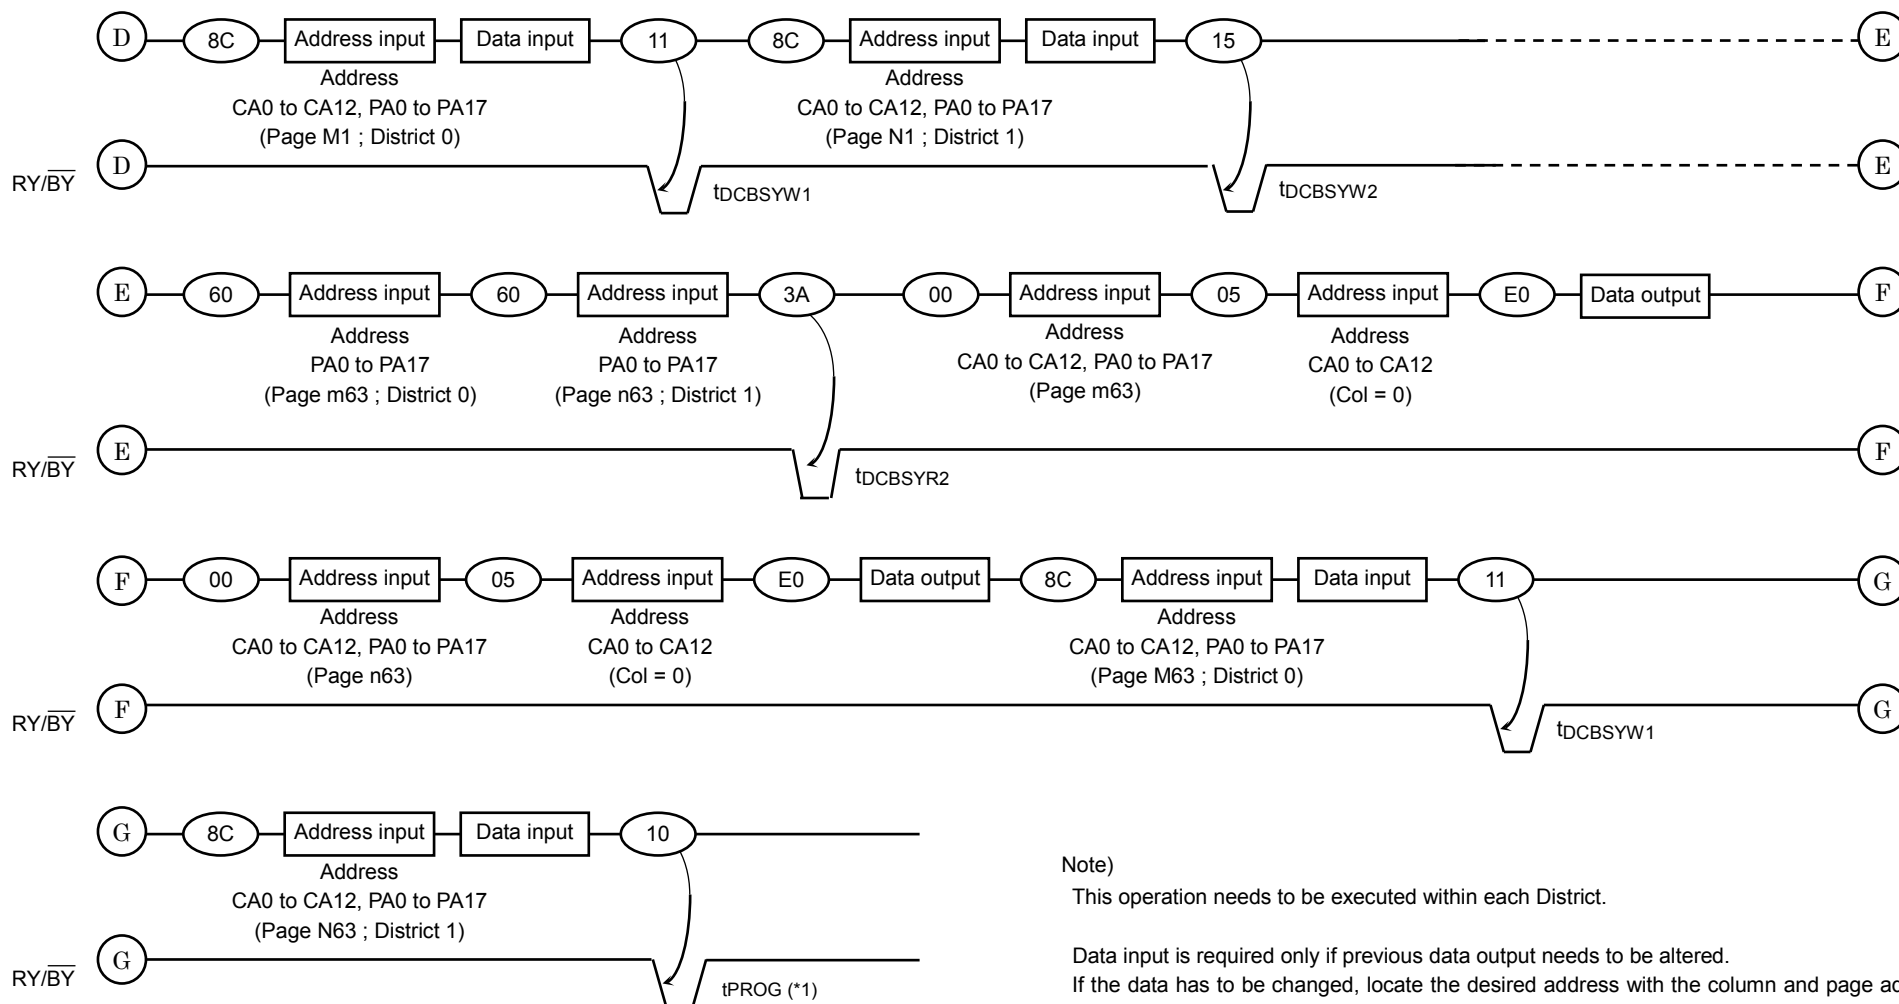 D 8C Address input Data input 11 8C Address input Data input 15 E
Address
CA0 to CA12, PA0 to PA17
(Page M1 ; District 0)
Address
CA0 to CA12, PA0 to PA17
(Page N1 ; District 1)
RY/BY D tDCBSYW1 tDCBSYW2 E
E 60 Address input 60 Address input 3A 00 Address input 05 Address input E0 Data output F
Address
PA0 to PA17
(Page m63 ; District 0)
Address
PA0 to PA17
(Page n63 ; District 1)
Address
CA0 to CA12, PA0 to PA17
(Page m63)
Address
CA0 to CA12
(Col = 0)
RY/BY E tDCBSYR2 F
F 00 Address input 05 Address input E0 Data output 8C Address input Data input 11 G
Address
CA0 to CA12, PA0 to PA17
(Page n63)
Address
CA0 to CA12
(Col = 0)
Address
CA0 to CA12, PA0 to PA17
(Page M63 ; District 0)
RY/BY F tDCBSYW1 G
G 8C Address input Data input 10
Address
CA0 to CA12, PA0 to PA17
(Page N63 ; District 1)
RY/BY G tPROG (*1)
Note)
This operation needs to be executed within each District.
Data input is required only if previous data output needs to be altered.
If the data has to be changed, locate the desired address with the column and page